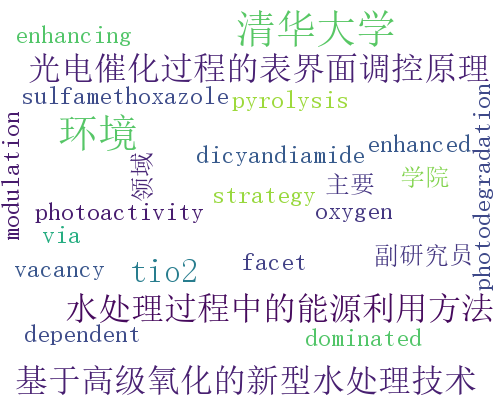 enhancing 清华大学
光电催化过程的表界面调控原理
sulfamethoxazole pyrolysis
环境
dicyandiamide enhanced
modulation
领域
photodegradation
主要 学院
strategy
photoactivity oxygen
via
副研究员
vacancy tio2 facet
水处理过程中的能源利用方法
dependent dominated
基于高级氧化的新型水处理技术